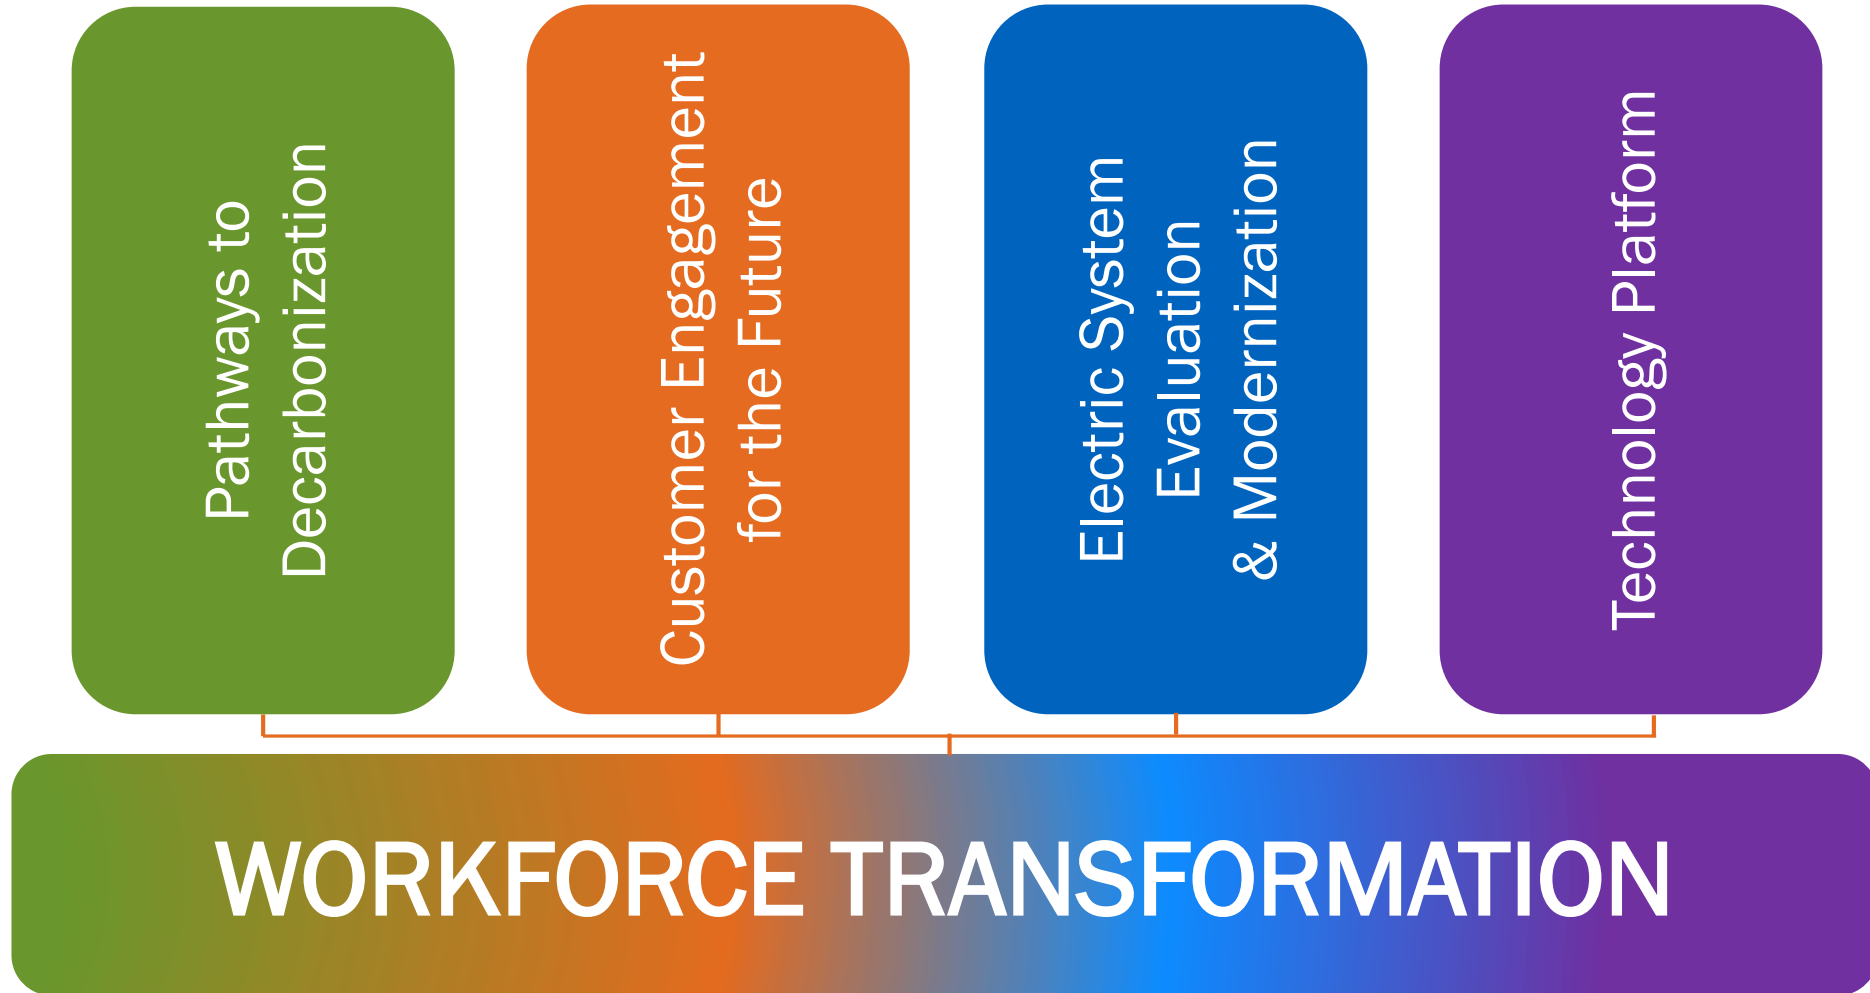 Pathways to
Decarbonization
Customer Engagement
for the Future
Electric System
Evaluation
& Modernization
Technology Platform
WORKFORCE TRANSFORMATION